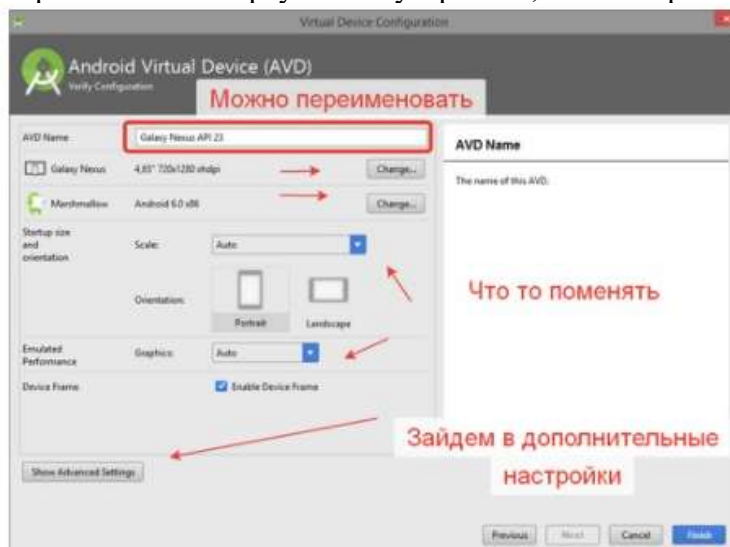 Virtual Device Configuration
Android Virtual Device (AVD)
Verify Configuration
Можно переименовать
AVD Name
Galaxy Nexus API 23
AVD Name
Galaxy Nexus
4,65" 720x1280 xhdpi
Change...
The name of this AVD.
Marshmallow
Android 6.0 x86
Change...
Startup size
and
orientation
Scale:
Auto
Что то поменять
Orientation:
Portrait
Landscape
Emulated
Performance
Graphics:
Auto
Device Frame
Enable Device Frame
Зайдем в дополнительные
настройки
Show Advanced Settings
Previous
Next
Cancel
Finish